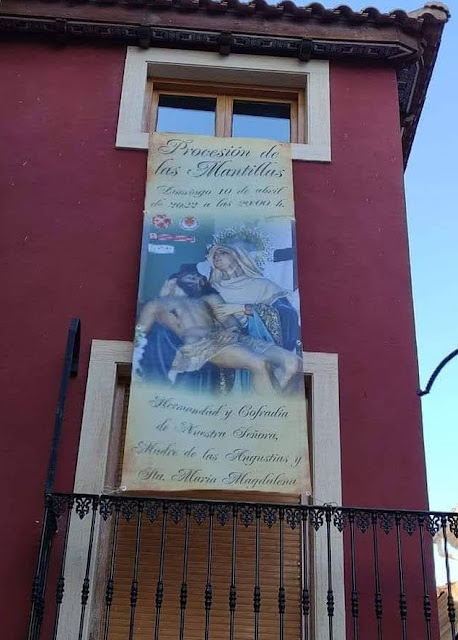 Procesión de
las Mantillas
Domingo 10 de abril
de 2022 a las 20:00 h.
Hermandad y Cofradía
de Nuestra Señora,
Madre de las Angustias y
Sta. María Magdalena